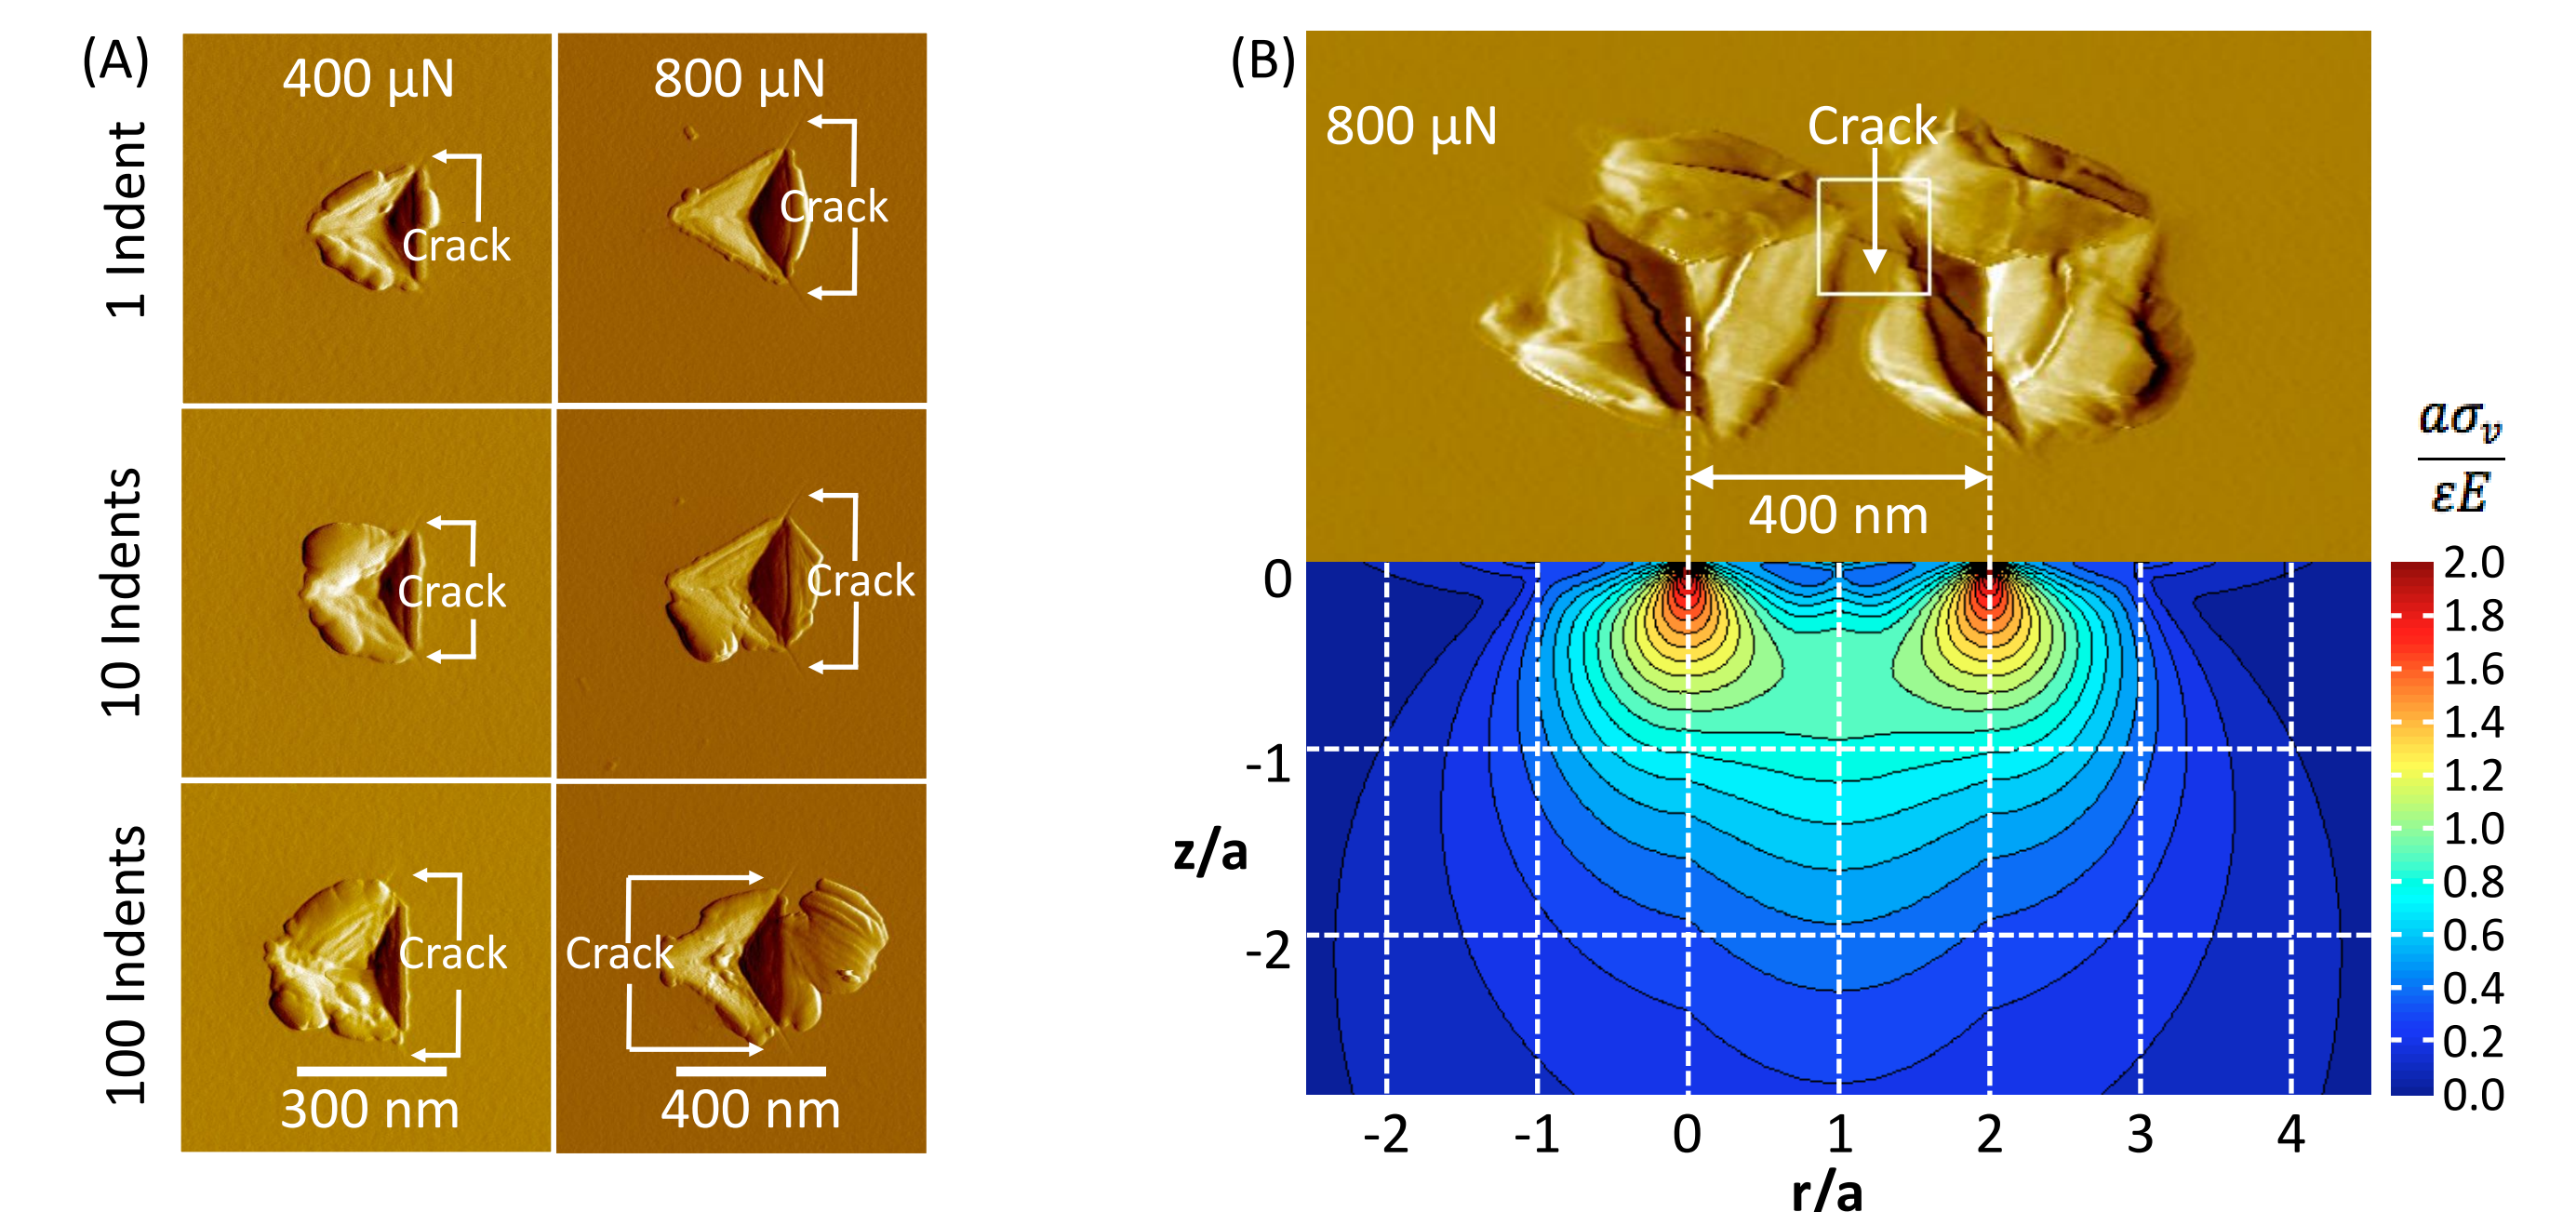 (A)
400 µN
800 µN
1 Indent
Crack
Crack
10 Indents
Crack
Crack
100 Indents
Crack
Crack
300 nm
400 nm
(B)
800 µN
Crack
400 nm
aσᵥ
εE
0
-1
-2
z/a
-2 -1 0 1 2 3 4
r/a
2.0
1.8
1.6
1.4
1.2
1.0
0.8
0.6
0.4
0.2
0.0